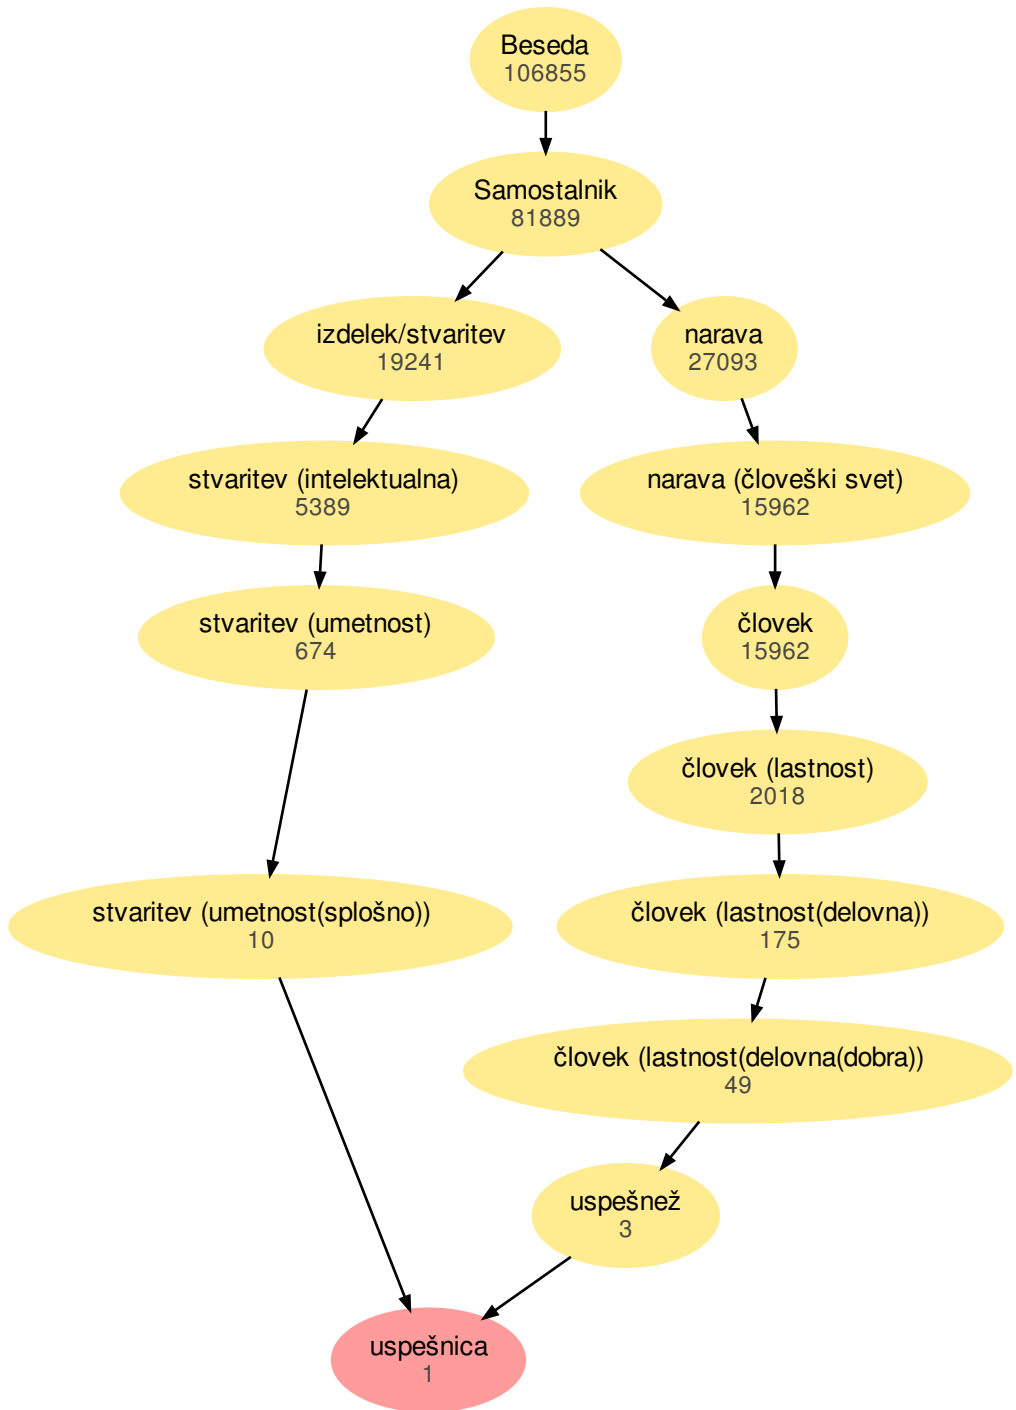 Beseda
106855
Samostalnik
81889
izdelek/stvaritev
19241
narava
27093
stvaritev (intelektualna)
5389
narava (človeški svet)
15962
stvaritev (umetnost)
674
človek
15962
človek (lastnost)
2018
stvaritev (umetnost(splošno))
10
človek (lastnost(delovna))
175
človek (lastnost(delovna(dobra))
49
uspešnež
3
uspešnica
1